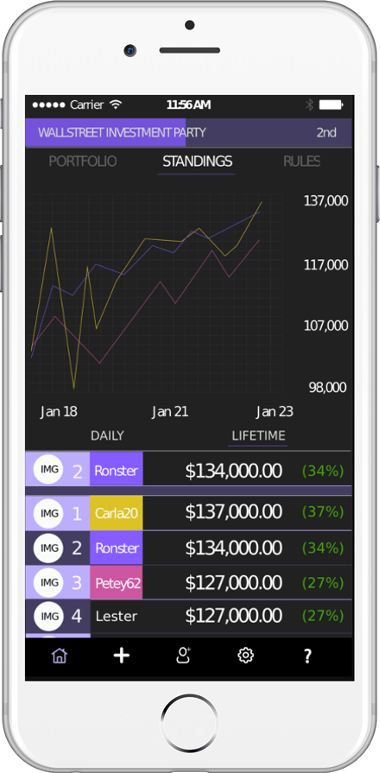 Carrier 11:56 AM
WALLSTREET INVESTMENT PARTY 2nd
PORTFOLIO STANDINGS RULES
137,000
117,000
107,000
98,000
Jan 18 Jan 21 Jan 23
DAILY LIFETIME
IMG 2 Ronster $134,000.00 (34%)
IMG 1 Carla20 $137,000.00 (37%)
IMG 2 Ronster $134,000.00 (34%)
IMG 3 Petey62 $127,000.00 (27%)
IMG 4 Lester $127,000.00 (27%)
?